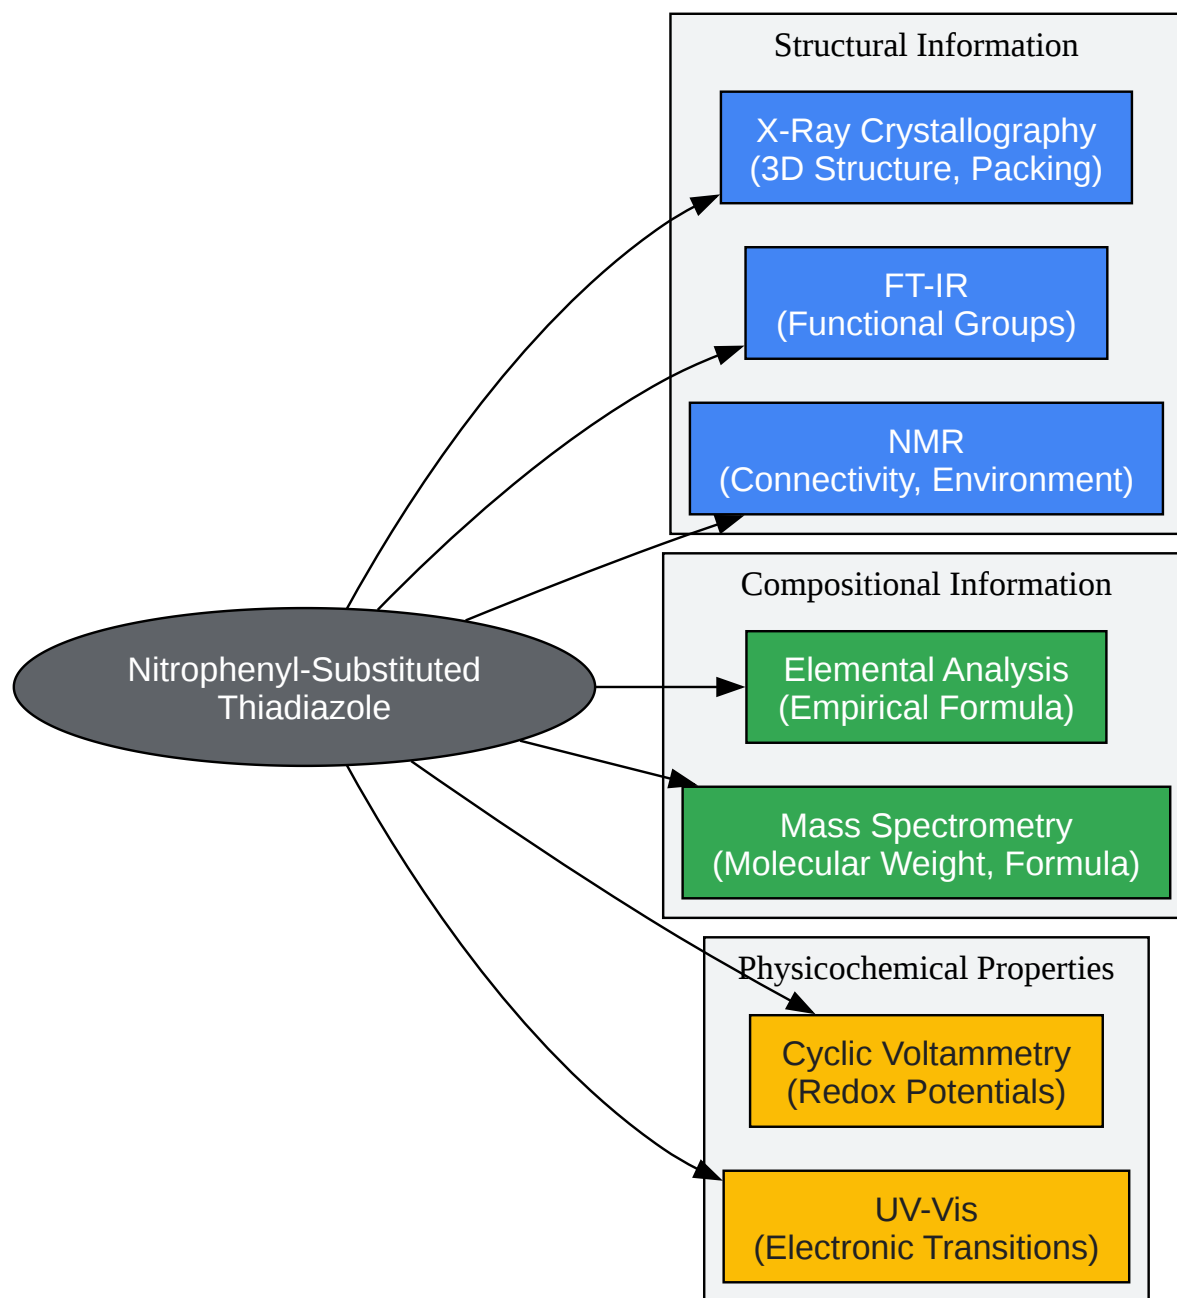 Structural Information
X-Ray Crystallography
(3D Structure, Packing)
FT-IR
(Functional Groups)
NMR
(Connectivity, Environment)
Nitrophenyl-Substituted
Thiadiazole
Compositional Information
Elemental Analysis
(Empirical Formula)
Mass Spectrometry
(Molecular Weight, Formula)
Physicochemical Properties
Cyclic Voltammetry
(Redox Potentials)
UV-Vis
(Electronic Transitions)